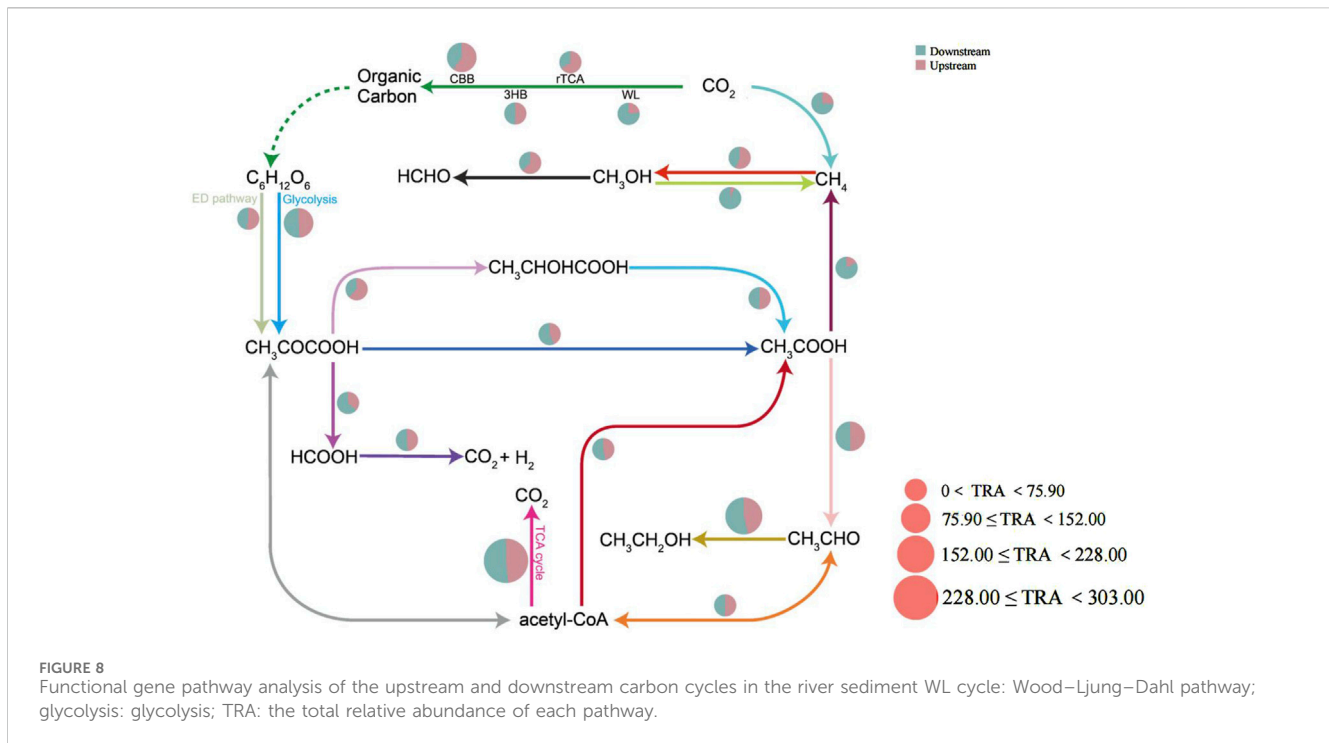 Downstream
Upstream
CBB
rTCA
Organic
Carbon
CO₂
3HB
WL
HCHO
CH₃OH
CH₄
C₆H₁₂O₆
ED pathway
Glycolysis
CH₃CHOHCOOH
CH₃COCOOH
CH₃COOH
HCOOH
CO₂ + H₂
CO₂
TCA cycle
CH₃CH₂OH
CH₃CHO
acetyl-CoA
0 < TRA < 75.90
75.90 ≤ TRA < 152.00
152.00 ≤ TRA < 228.00
228.00 ≤ TRA < 303.00
FIGURE 8
Functional gene pathway analysis of the upstream and downstream carbon cycles in the river sediment WL cycle: Wood–Ljung–Dahl pathway;
glycolysis: glycolysis; TRA: the total relative abundance of each pathway.